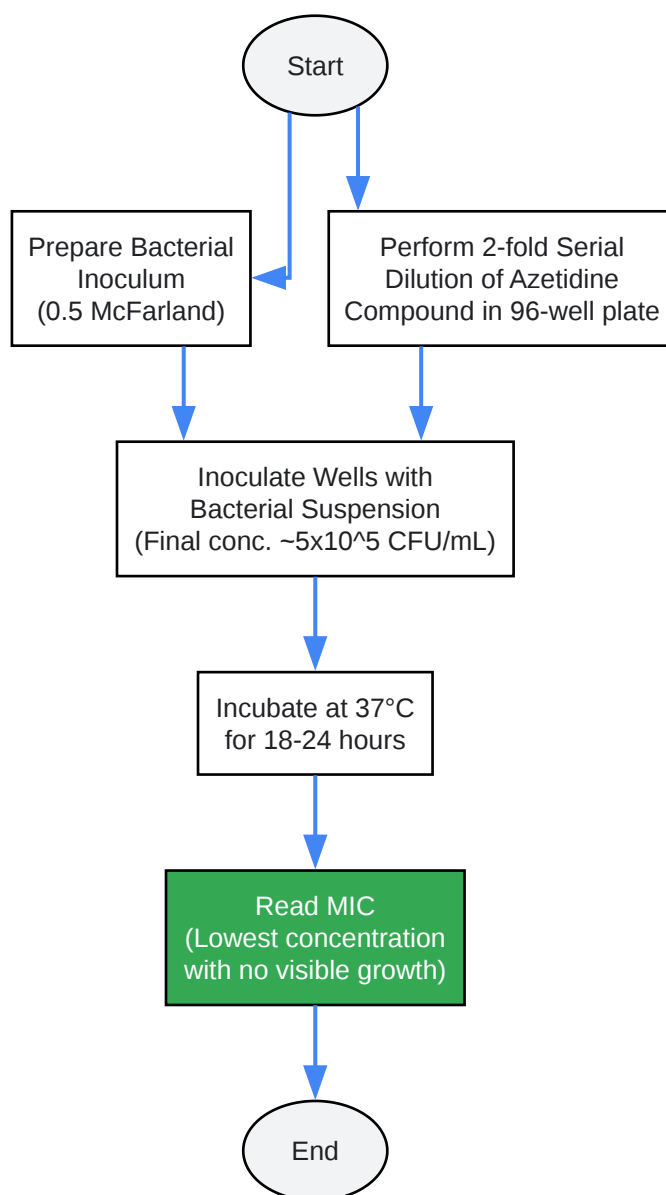 Start
Prepare Bacterial
Inoculum
(0.5 McFarland)
Perform 2-fold Serial
Dilution of Azetidine
Compound in 96-well plate
Inoculate Wells with
Bacterial Suspension
(Final conc. ~5x10^5 CFU/mL)
Incubate at 37°C
for 18-24 hours
Read MIC
(Lowest concentration
with no visible growth)
End